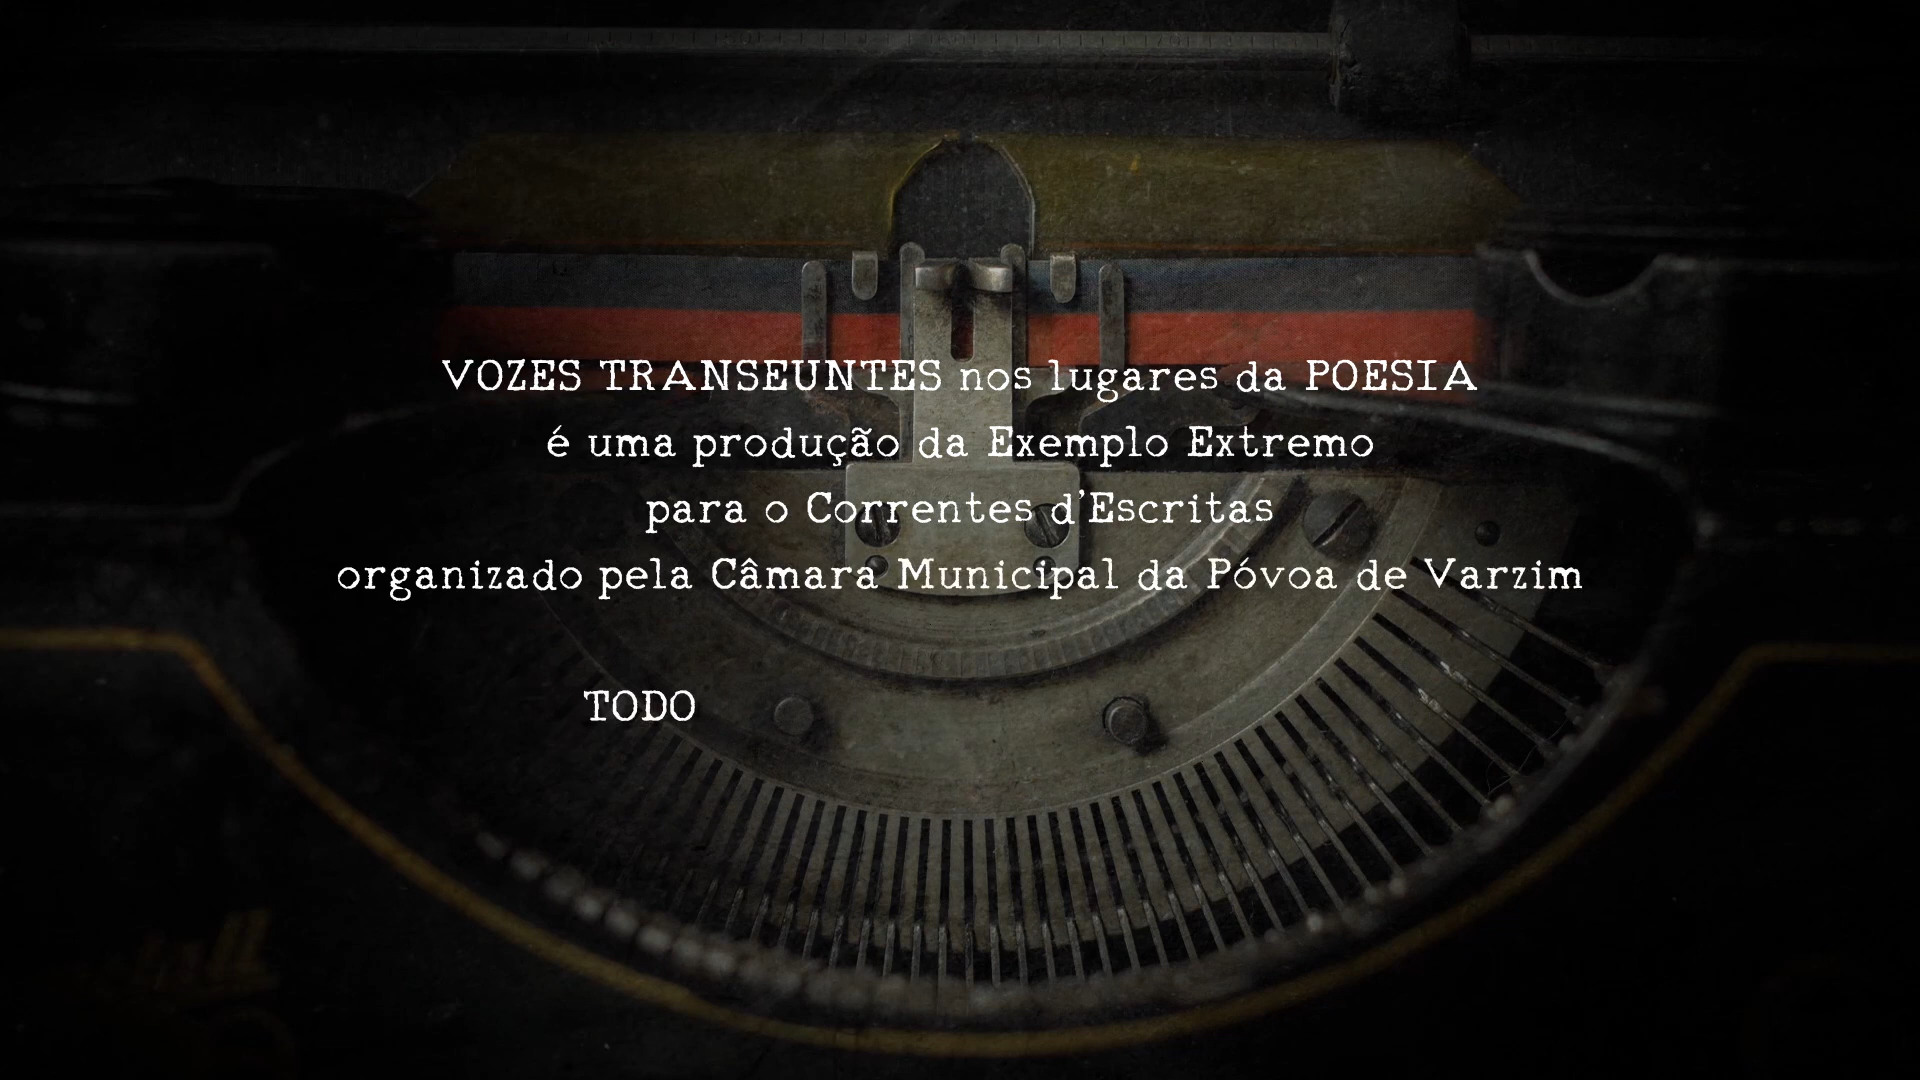 VOZES TRANSEUNTES nos lugares da POESIA
é uma produção da Exemplo Extremo
para o Correntes d'Escritas
organizado pela Câmara Municipal da Póvoa de Varzim
TODO